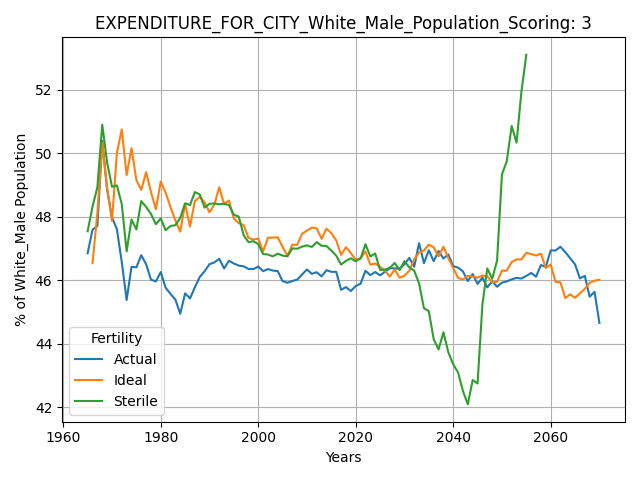 EXPENDITURE_FOR_CITY_White_Male_Population_Scoring: 3
% of White_Male Population
52
50
48
46
44
42
Fertility
Actual
Ideal
Sterile
1960 1980 2000 2020 2040 2060
Years